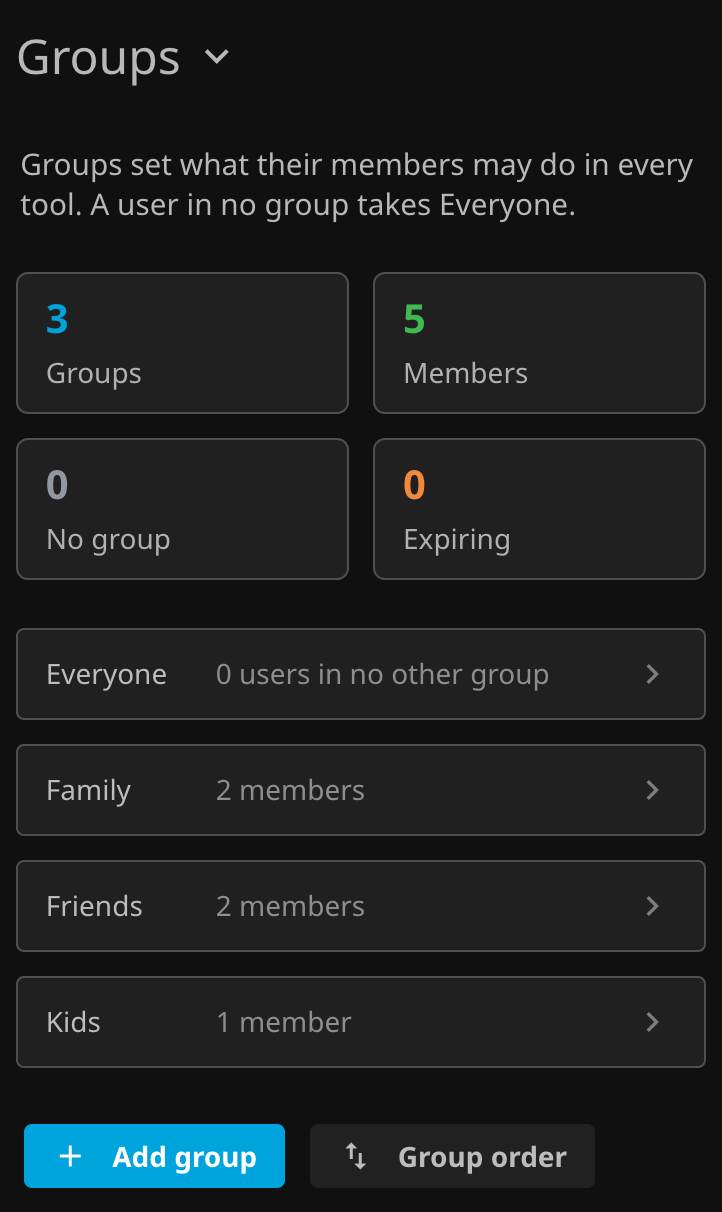 Groups
Groups set what their members may do in every
tool. A user in no group takes Everyone.
3
Groups
5
Members
0
No group
0
Expiring
Everyone 0 users in no other group
Family 2 members
Friends 2 members
Kids 1 member
Add group
Group order